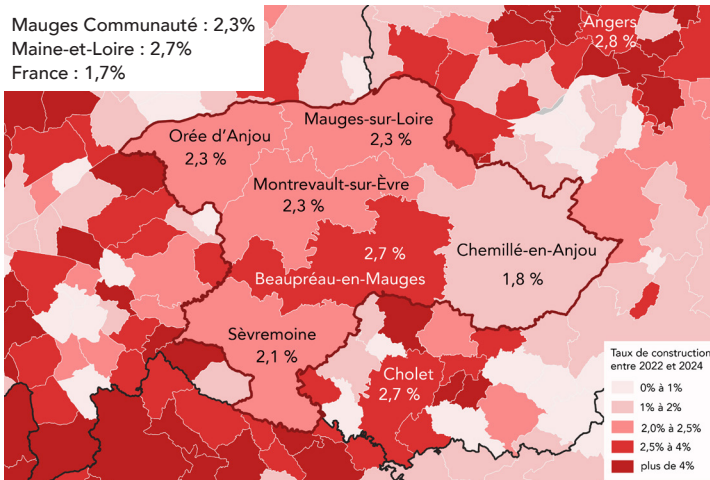 Mauges Communauté : 2,3%
Maine-et-Loire : 2,7%
France : 1,7%
Angers
2,8 %
Mauges-sur-Loire
2,3 %
Orée d'Anjou
2,3 %
Montrevault-sur-Èvre
2,3 %
2,7 %
Beaupréau-en-Mauges
Chemillé-en-Anjou
1,8 %
Sèvremoine
2,1 %
Cholet
2,7 %
Taux de construction
entre 2022 et 2024
0% à 1%
1% à 2%
2,0% à 2,5%
2,5% à 4%
plus de 4%